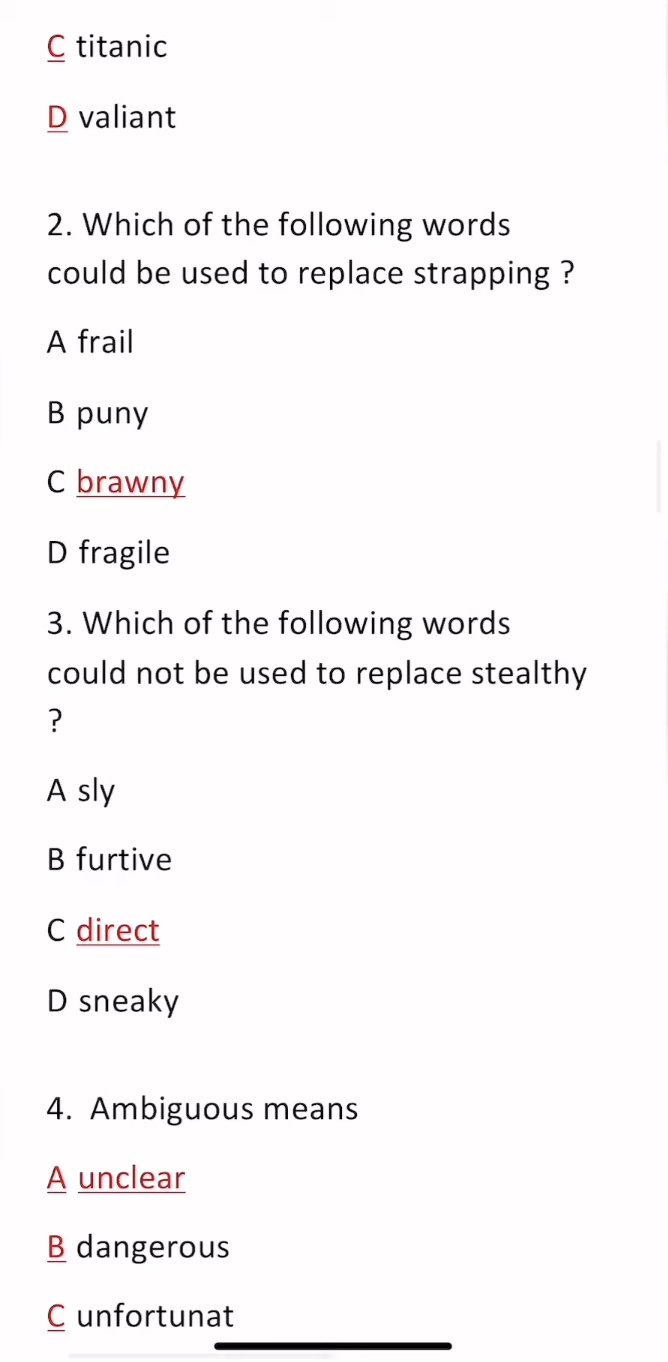 C titanic
D valiant
2. Which of the following words
could be used to replace strapping ?
A frail
B puny
C brawny
D fragile
3. Which of the following words
could not be used to replace stealthy
?
A sly
B furtive
C direct
D sneaky
4. Ambiguous means
A unclear
B dangerous
C unfortunat